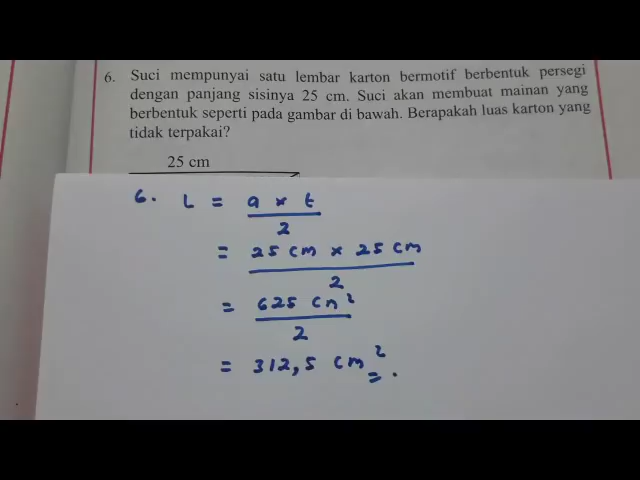 6. Suci mempunyai satu lembar karton bermotif berbentuk persegi
dengan panjang sisinya 25 cm. Suci akan membuat mainan yang
berbentuk seperti pada gambar di bawah. Berapakah luas karton yang
tidak terpakai?
25 cm
6. L = a × t
2
= 25 cm × 25 cm
2
= 625 cm²
2
= 312,5 cm²